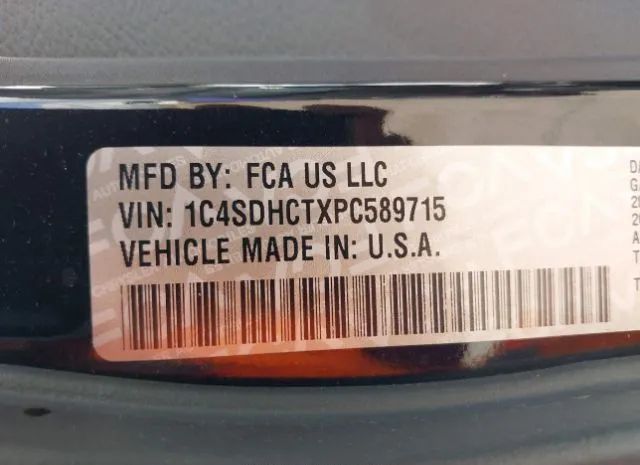 MFD BY: FCA US LLC
VIN: 1C4SDHCTXPC589715
VEHICLE MADE IN: U.S.A.